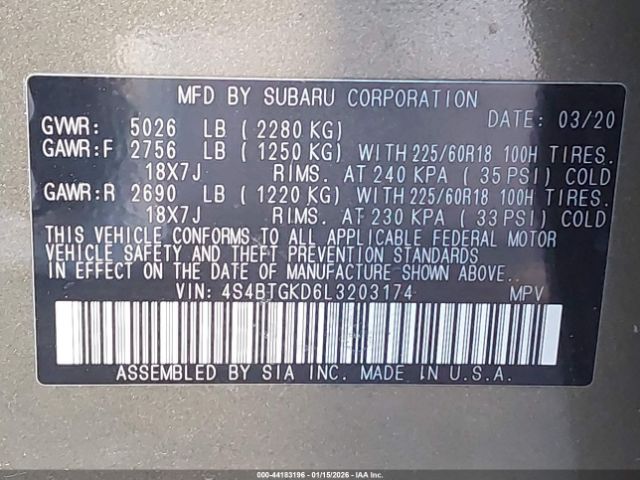 MFD BY SUBARU CORPORATION
DATE: 03/20
GVWR: 5026 LB ( 2280 KG)
GAWR:F 2756 LB ( 1250 KG) WITH 225/60R18 100H TIRES.
18X7J RIMS. AT 240 KPA ( 35 PSI) COLD
GAWR:R 2690 LB ( 1220 KG) WITH 225/60R18 100H TIRES.
18X7J RIMS. AT 230 KPA ( 33 PSI) COLD
THIS VEHICLE CONFORMS TO ALL APPLICABLE FEDERAL MOTOR
VEHICLE SAFETY AND THEFT PREVENTION STANDARDS
IN EFFECT ON THE DATE OF MANUFACTURE SHOWN ABOVE.
VIN: 4S4BTGKD6L3203174 MPV
ASSEMBLED BY SIA INC. MADE IN U.S.A.
000-44183196 - 01/15/2026 - IAAI.COM